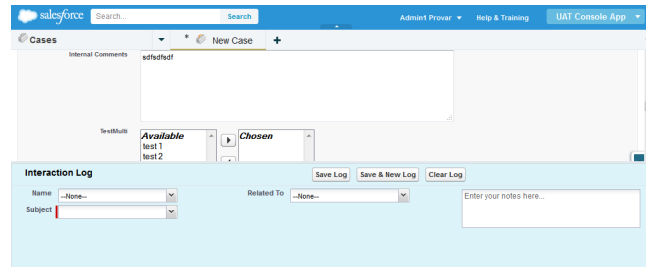 salesforce Search... Search Admin1 Provar Help & Training UAT Console App
Cases * New Case +
Internal Comments sdfsdfsdf
TestMulti Available Chosen
test 1
test 2
Interaction Log Save Log Save & New Log Clear Log
Name --None-- Related To --None-- Enter your notes here...
Subject